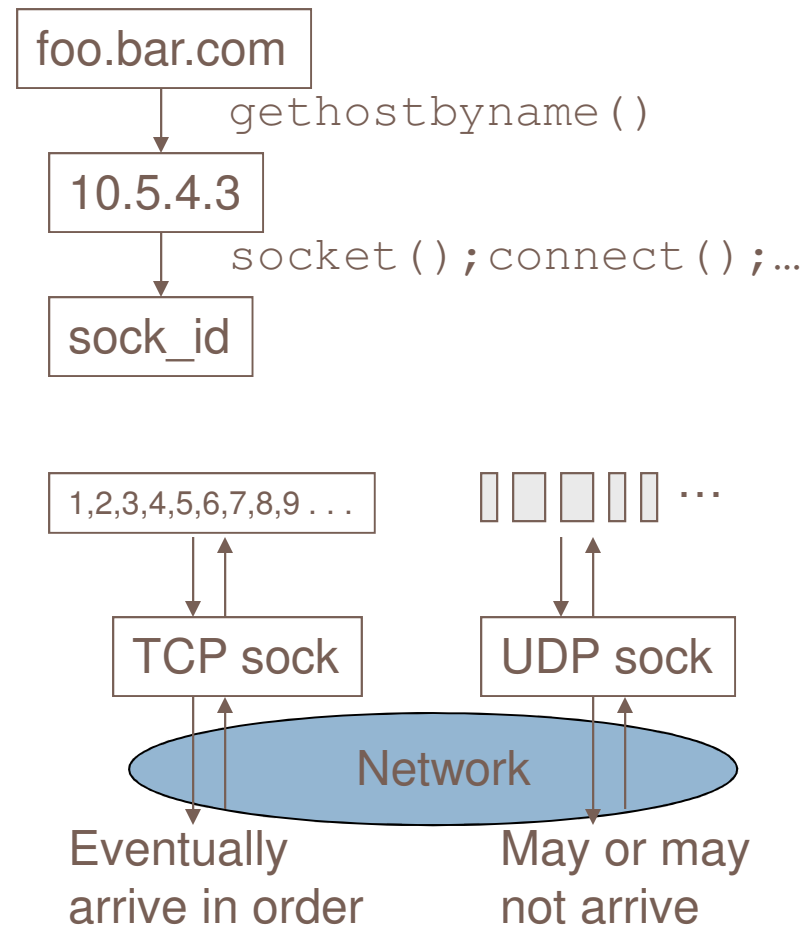 foo.bar.com
gethostbyname()
10.5.4.3
socket();connect();…
sock_id
1,2,3,4,5,6,7,8,9 . . .
…
TCP sock
UDP sock
Network
Eventually
arrive in order
May or may
not arrive